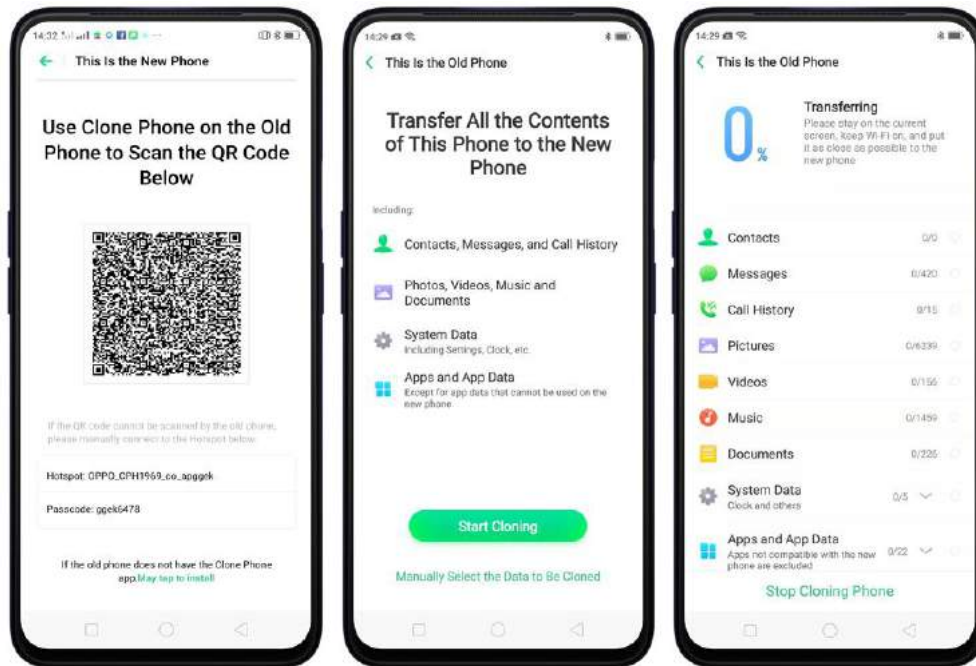 14:32
This Is the New Phone
Use Clone Phone on the Old
Phone to Scan the QR Code
Below
If the QR code cannot be scanned by the old phone,
please manually connect to the Hotspot below.
Hotspot: OPPO_CPH1969_co_apggek
Passcode: ggek6478
If the old phone does not have the Clone Phone
app.May tap to install
14:29
This Is the Old Phone
Transfer All the Contents
of This Phone to the New
Phone
Including:
Contacts, Messages, and Call History
Photos, Videos, Music and
Documents
System Data
Including Settings, Clock, etc.
Apps and App Data
Except for app data that cannot be used on the
new phone
Start Cloning
Manually Select the Data to Be Cloned
14:29
This Is the Old Phone
0%
Transferring
Please stay on the current
screen, keep Wi-Fi on, and put
it as close as possible to the
new phone
Contacts 0/0
Messages 0/420
Call History 0/15
Pictures 0/6339
Videos 0/156
Music 0/1459
Documents 0/226
System Data 0/5
Clock and others
Apps and App Data 0/22
Apps not compatible with the new
phone are excluded
Stop Cloning Phone